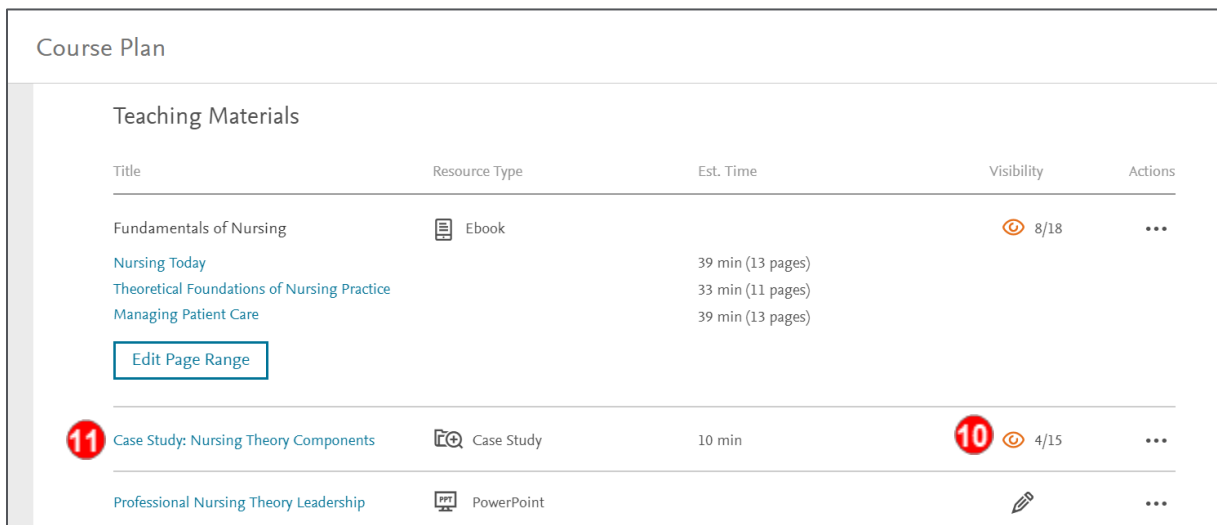 Course Plan
Teaching Materials
Title Resource Type Est. Time Visibility Actions
Fundamentals of Nursing Ebook 8/18
Nursing Today 39 min (13 pages)
Theoretical Foundations of Nursing Practice 33 min (11 pages)
Managing Patient Care 39 min (13 pages)
Edit Page Range
11 Case Study: Nursing Theory Components Case Study 10 min 10 4/15
Professional Nursing Theory Leadership PPT PowerPoint